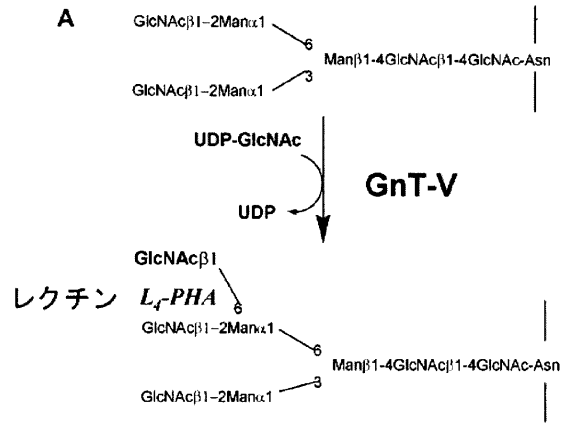 A
GlcNAcβ1-2Manα1
6
Manβ1-4GlcNAcβ1-4GlcNAc-Asn
3
GlcNAcβ1-2Manα1
UDP-GlcNAc
GnT-V
UDP
GlcNAcβ1
レクチン L4-PHA
6
GlcNAcβ1-2Manα1
6
Manβ1-4GlcNAcβ1-4GlcNAc-Asn
3
GlcNAcβ1-2Manα1